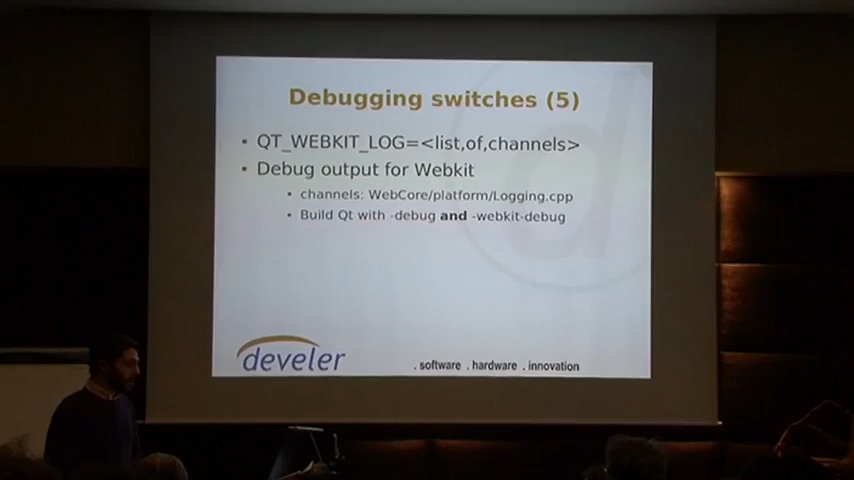 Debugging switches (5)
• QT_WEBKIT_LOG=<list,of,channels>
• Debug output for Webkit
• channels: WebCore/platform/Logging.cpp
• Build Qt with -debug and -webkit-debug
develer
. software . hardware . innovation